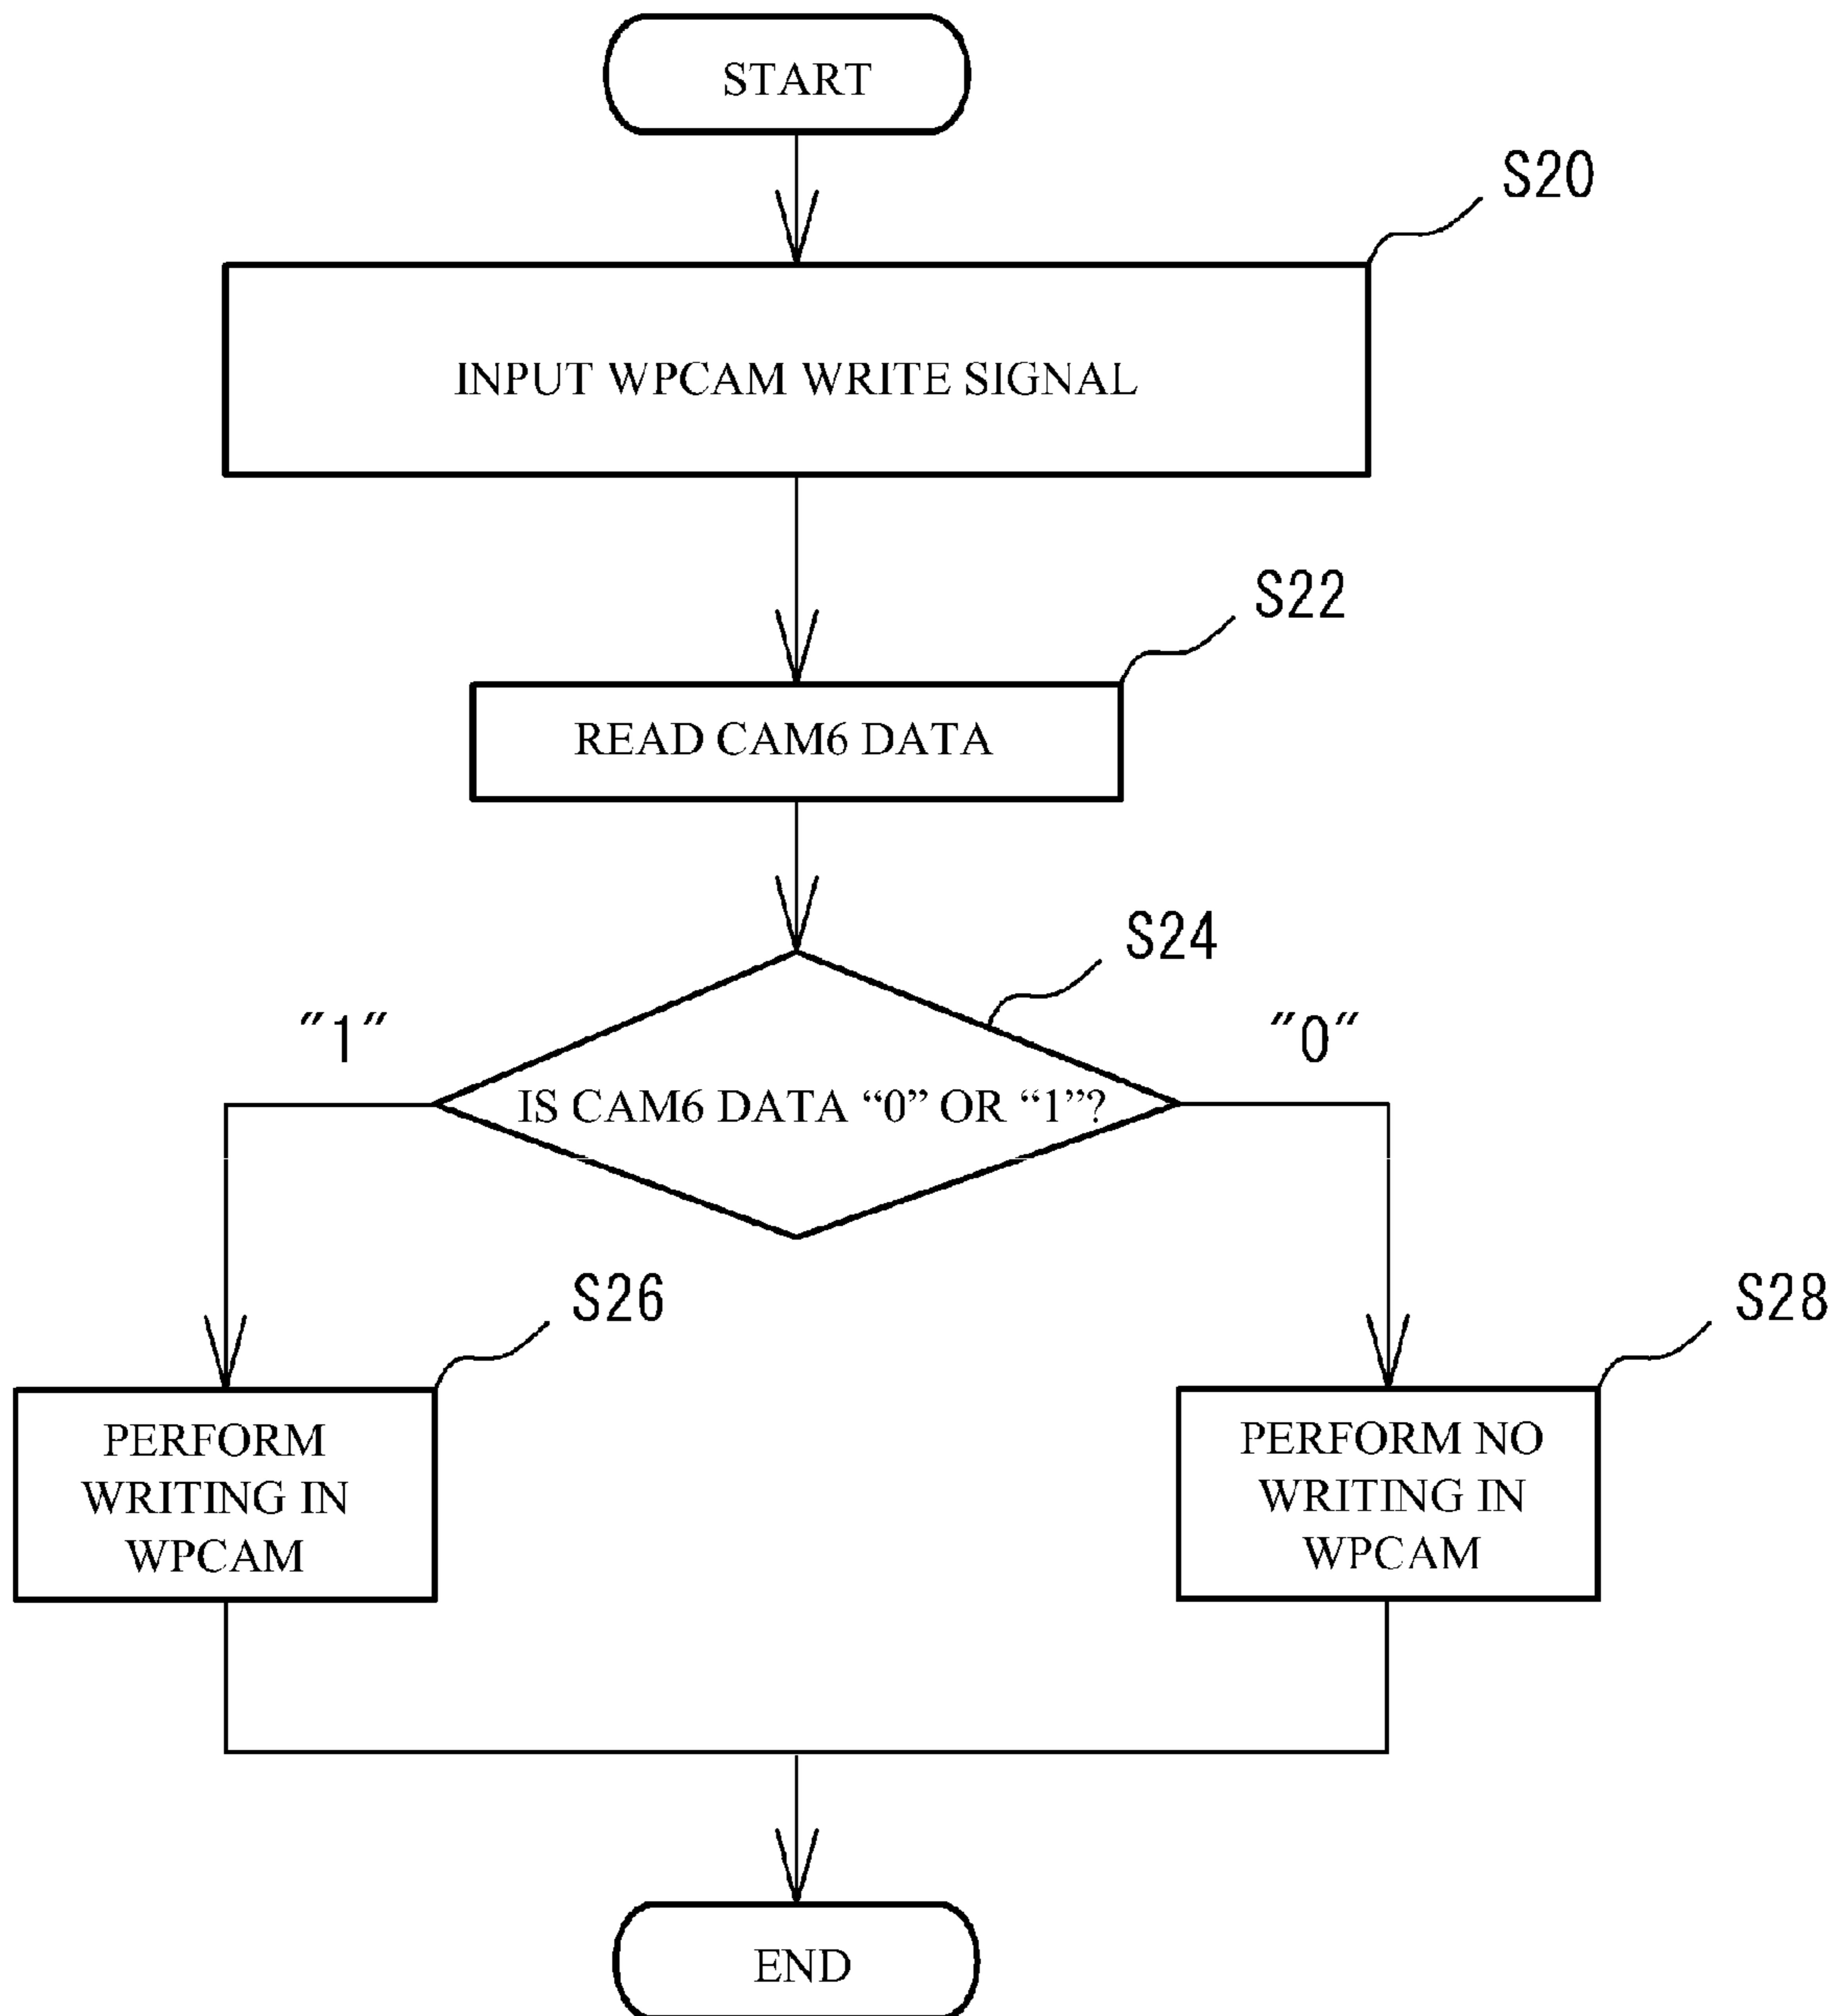 START
S20
INPUT WPCAM WRITE SIGNAL
S22
READ CAM6 DATA
S24
"1"
"0"
IS CAM6 DATA “0” OR “1”?
S26
S28
PERFORM
WRITING IN
WPCAM
PERFORM NO
WRITING IN
WPCAM
END